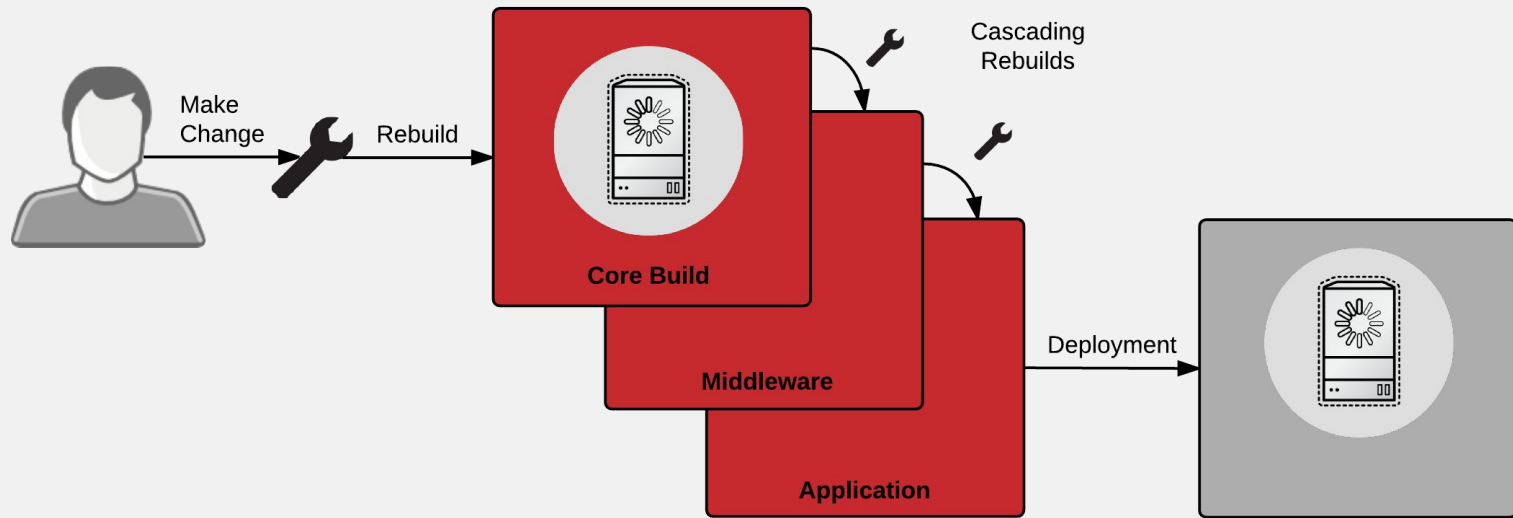 Make
Change
Rebuild
Cascading
Rebuilds
Core Build
Middleware
Application
Deployment